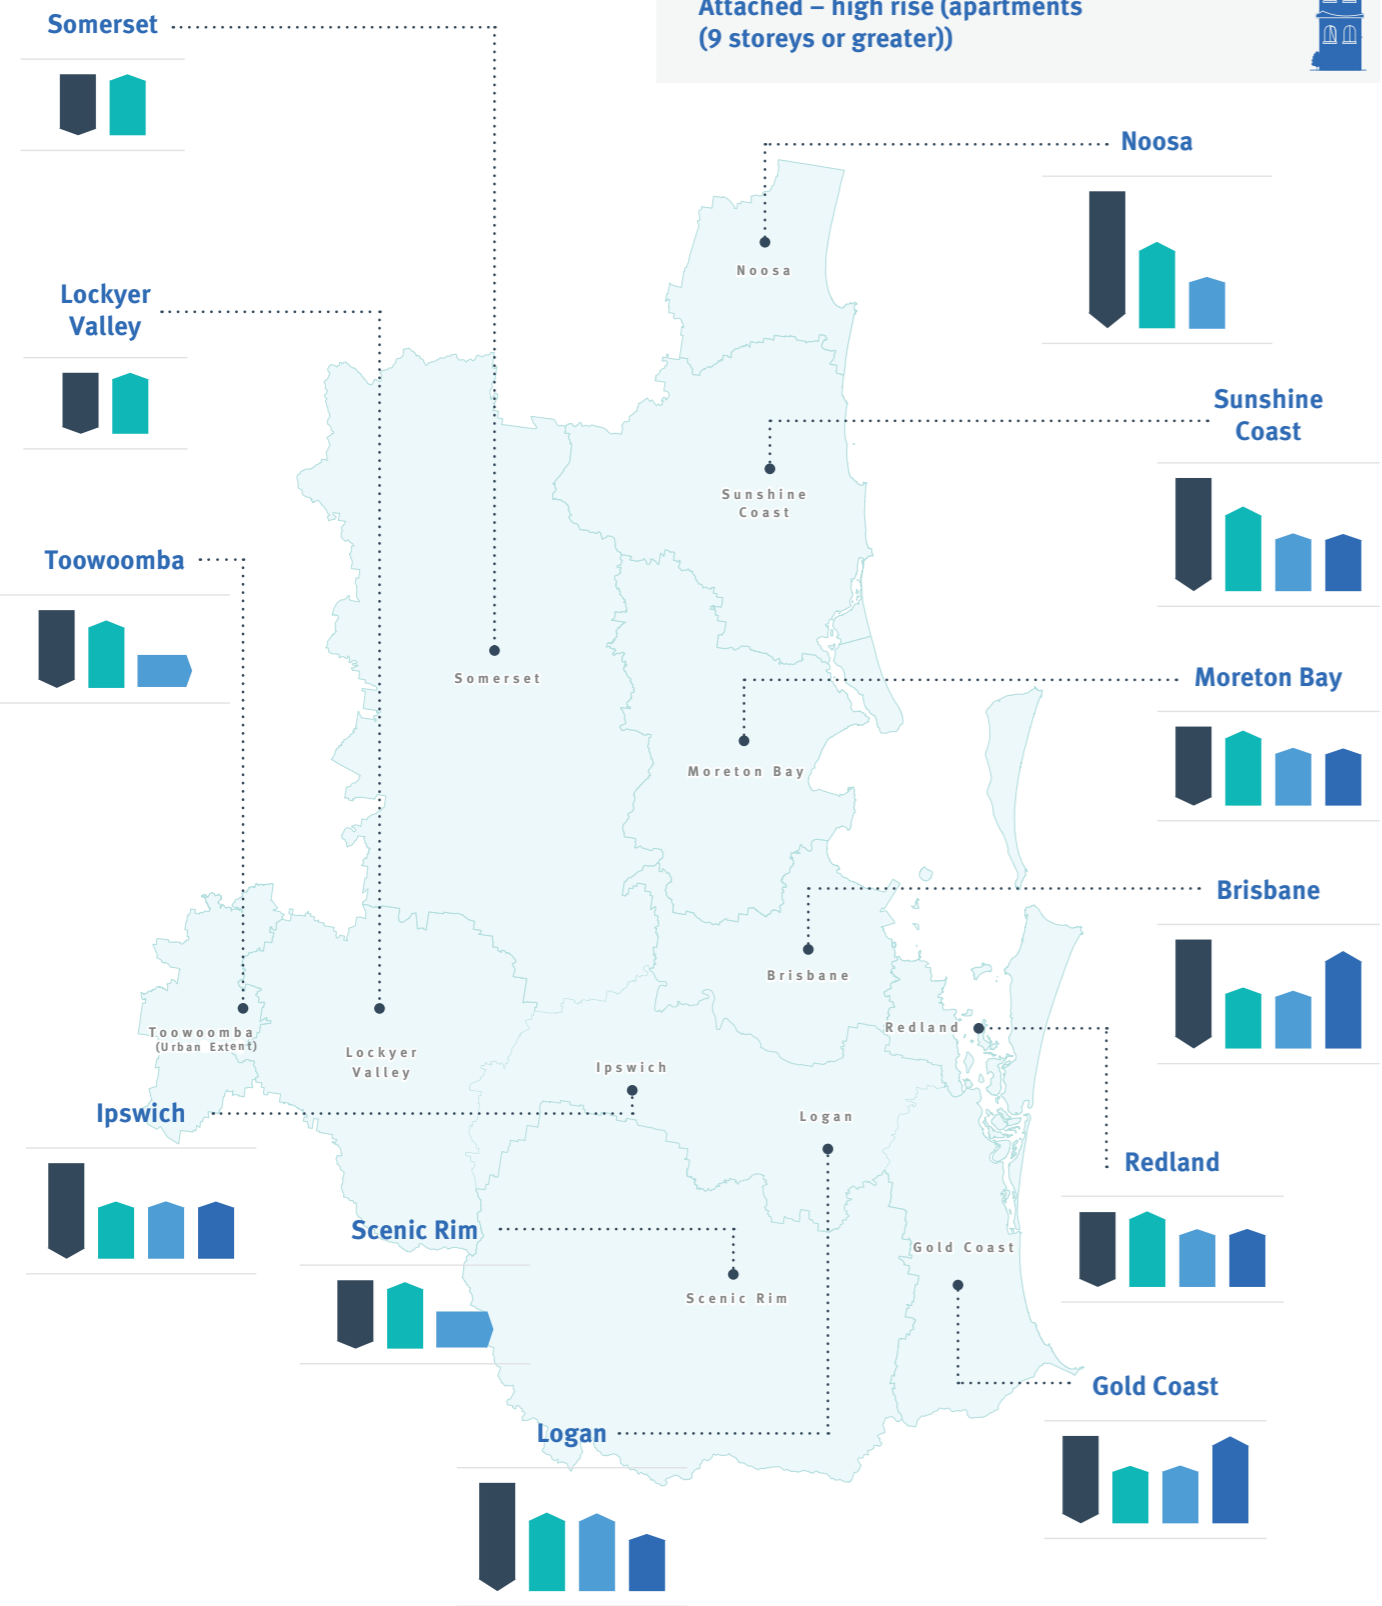 Attached – high rise (apartments
(9 storeys or greater))
Somerset
Noosa
Noosa
Lockyer
Valley
Sunshine
Coast
Sunshine
Coast
Toowoomba
Somerset
Moreton Bay
Moreton Bay
Brisbane
Brisbane
Redland
Toowoomba
(Urban Extent)
Lockyer
Valley
Ipswich
Ipswich
Logan
Redland
Scenic Rim
Gold Coast
Scenic Rim
Gold Coast
Logan